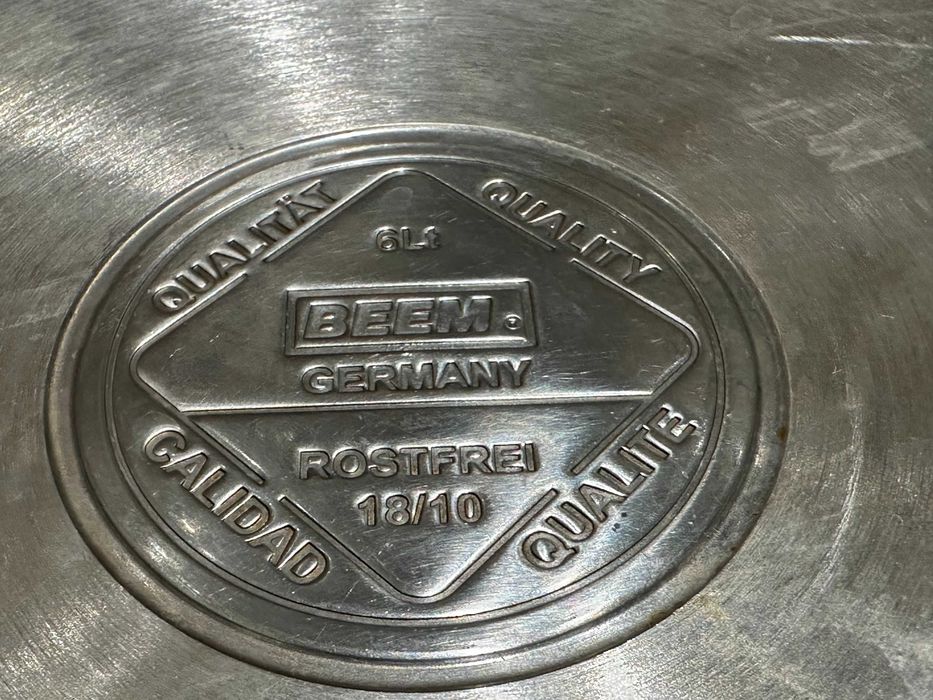 QUALITÄT
QUALITY
6Lt
BEEM ®
GERMANY
ROSTFREI
18/10
CALIDAD
QUALITE